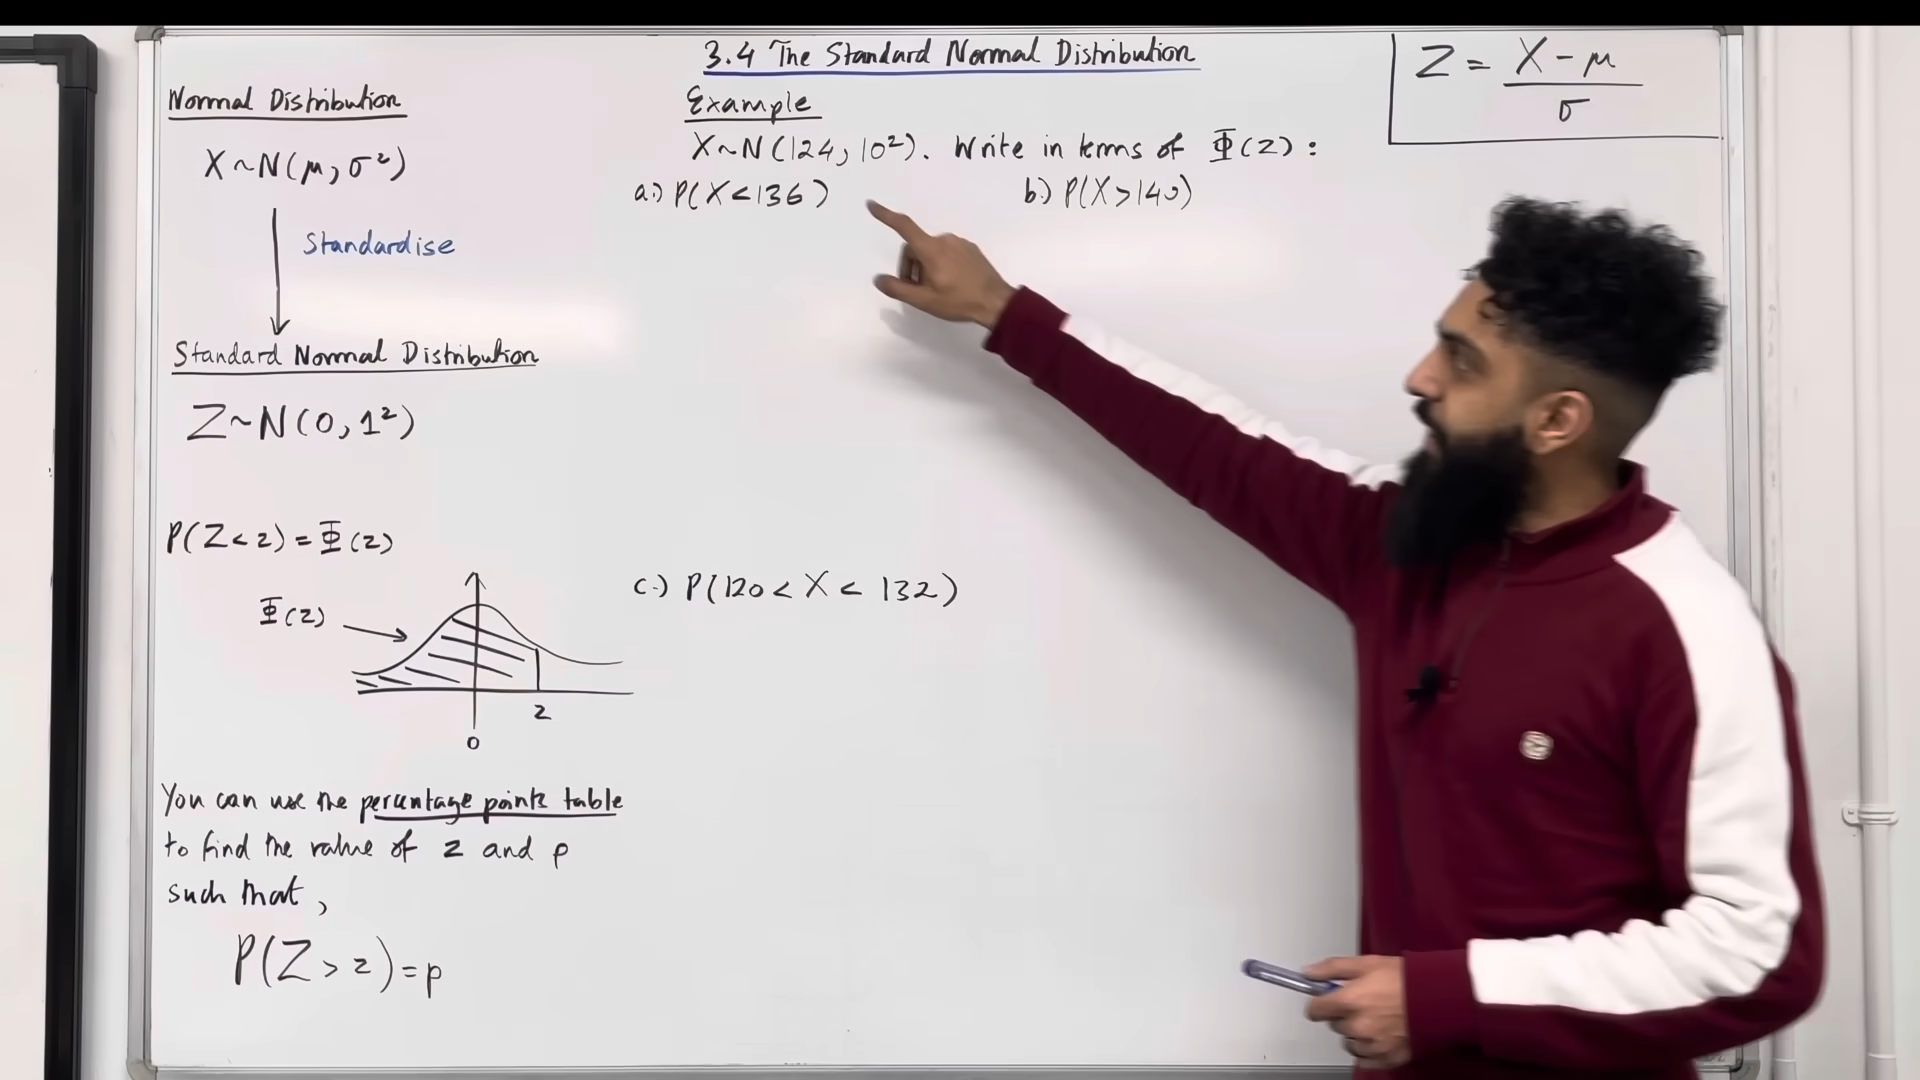 3.4 The Standard Normal Distribution
Z = X - μ / σ
Normal Distribution
X ~ N(μ, σ²)
Standardise
Standard Normal Distribution
Z ~ N(0, 1²)
P(Z < z) = Φ(z)
Φ(z)
z
0
You can use the percentage points table
to find the value of z and p
such that,
P(Z > z) = p
Example
X ~ N(124, 10²). Write in terms of Φ(z) :
a.) P(X < 136)
b.) P(X > 140)
c.) P(120 < X < 132)